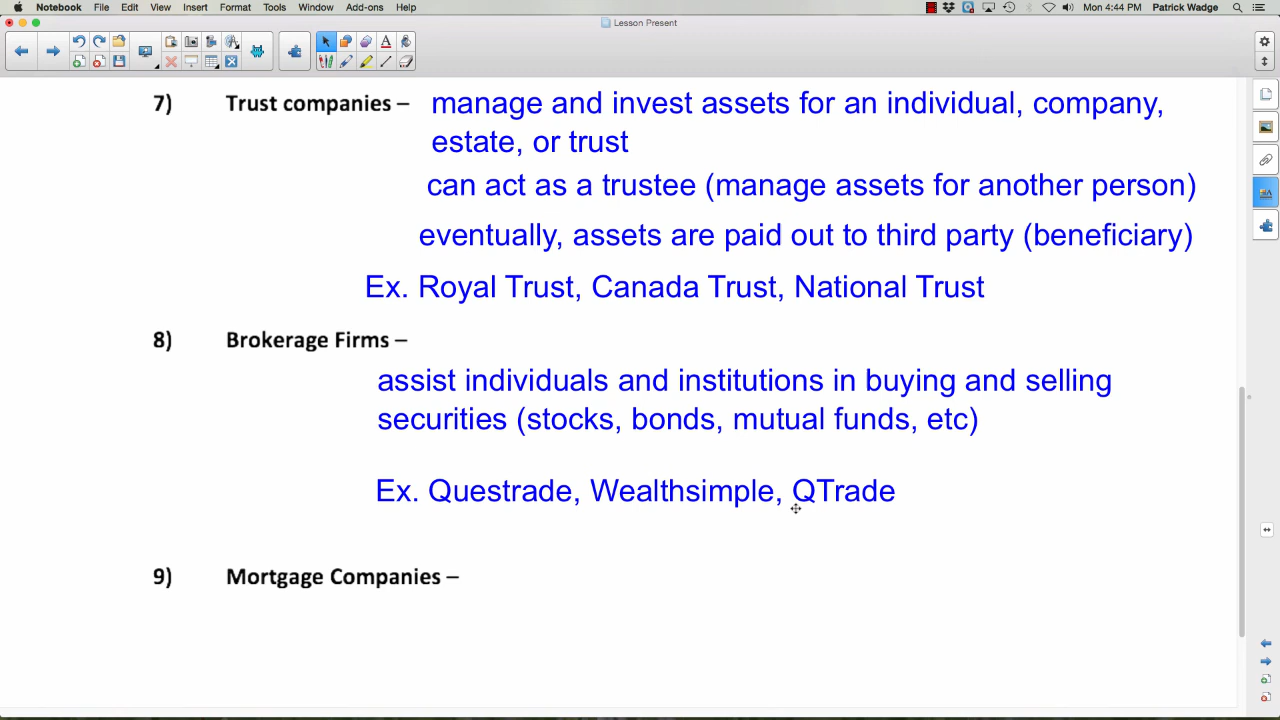 Notebook File Edit View Insert Format Tools Window Add-ons Help Mon 4:44 PM Patrick Wadge
Lesson Present
7) Trust companies – manage and invest assets for an individual, company,
estate, or trust
can act as a trustee (manage assets for another person)
eventually, assets are paid out to third party (beneficiary)
Ex. Royal Trust, Canada Trust, National Trust
8) Brokerage Firms –
assist individuals and institutions in buying and selling
securities (stocks, bonds, mutual funds, etc)
Ex. Questrade, Wealthsimple, QTrade
9) Mortgage Companies –